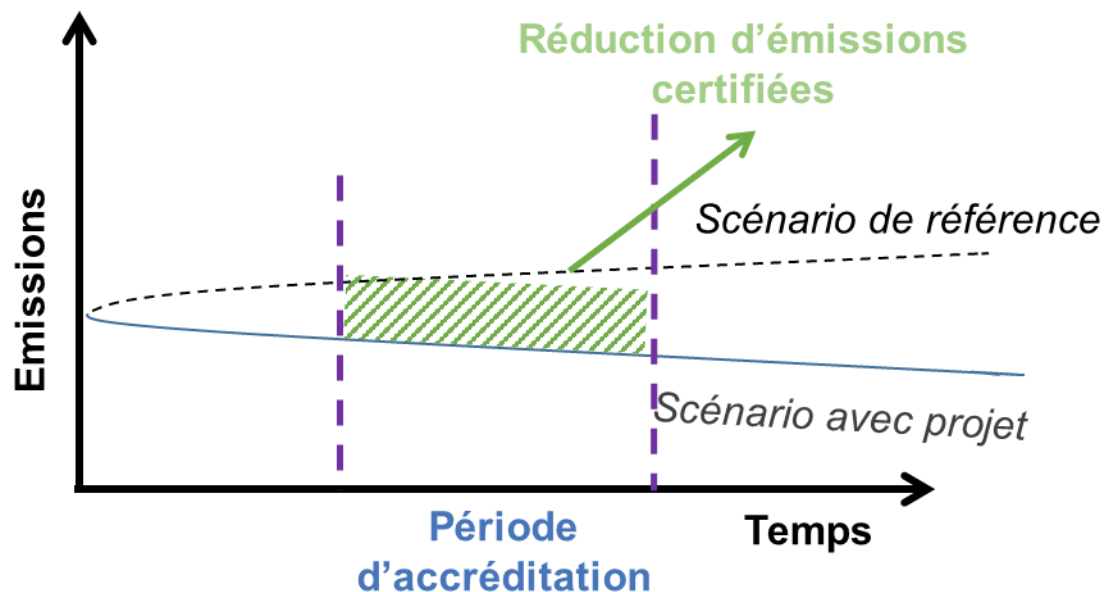 Réduction d’émissions
certifiées
Scénario de référence
Emissions
Scénario avec projet
Période
d’accréditation
Temps